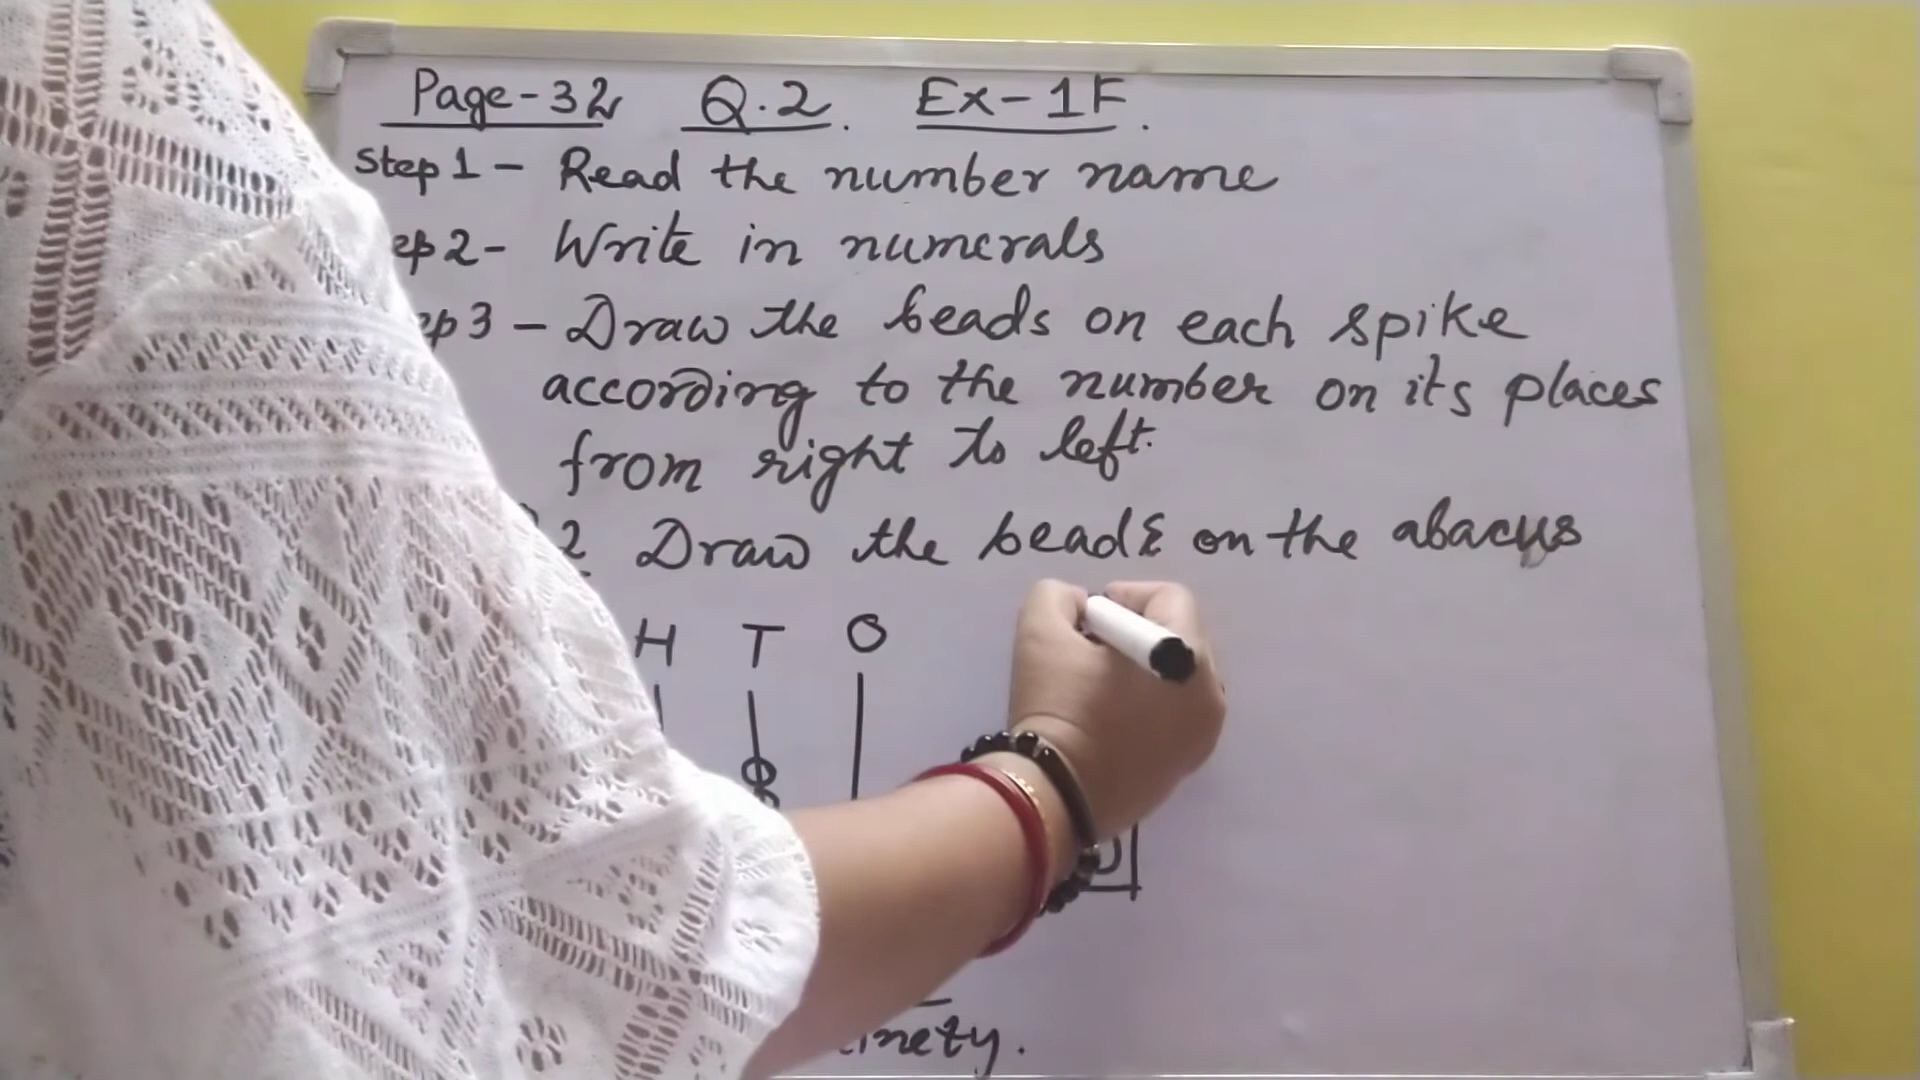 Page-32 Q.2. Ex-1F.
Step 1 - Read the number name
ep 2 - Write in numerals
ep 3 - Draw the beads on each spike
according to the number on its places
from right to left.
2 Draw the beads on the abacus
H T O
nety.